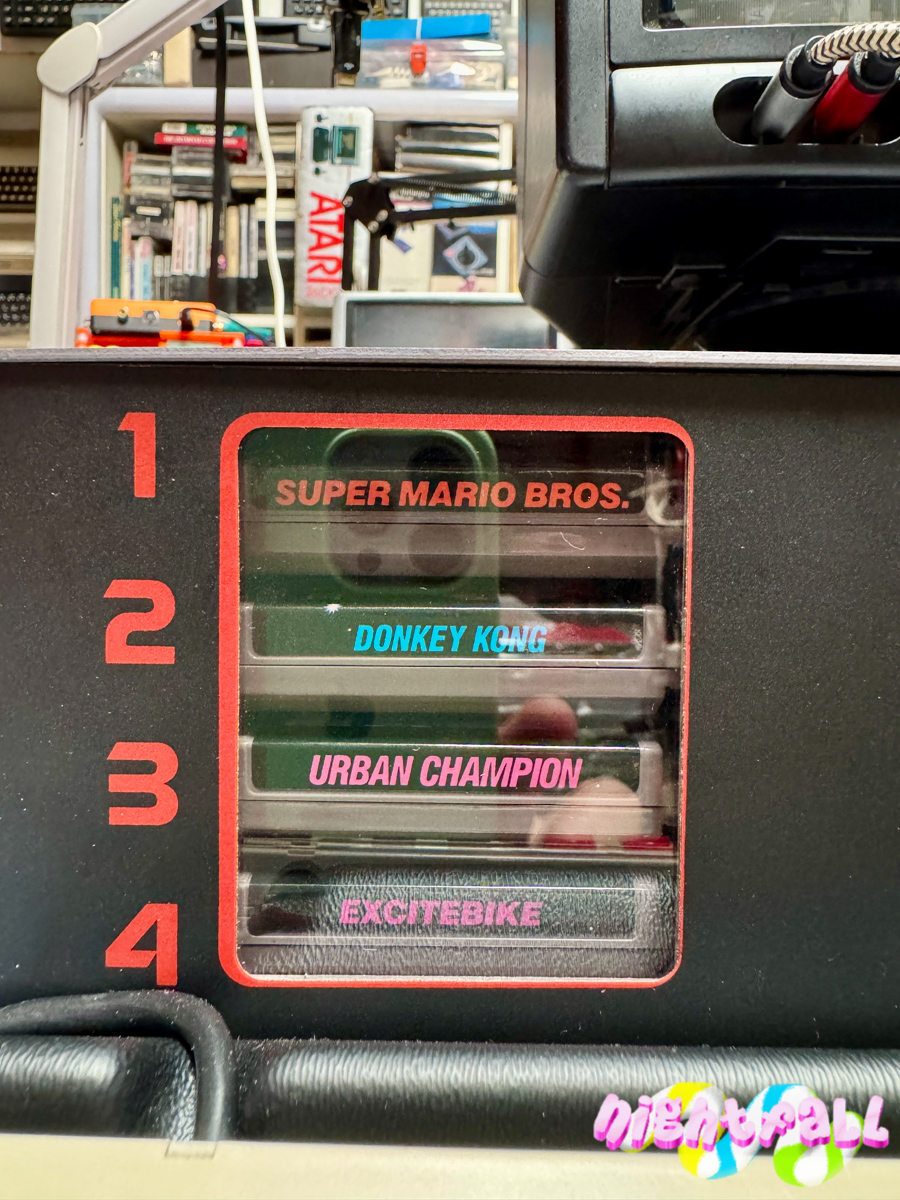 ATARI
1
SUPER MARIO BROS.
2
DONKEY KONG
3
URBAN CHAMPION
4
EXCITEBIKE
nightfall